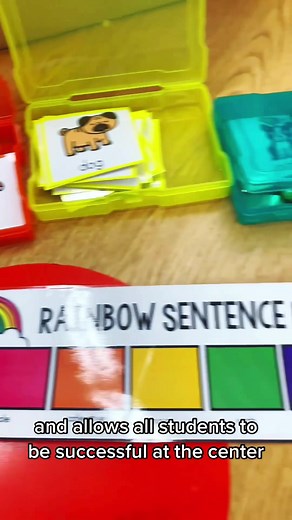 dog
RAINBOW SENTENCE
and allows all students to
be successful at the center